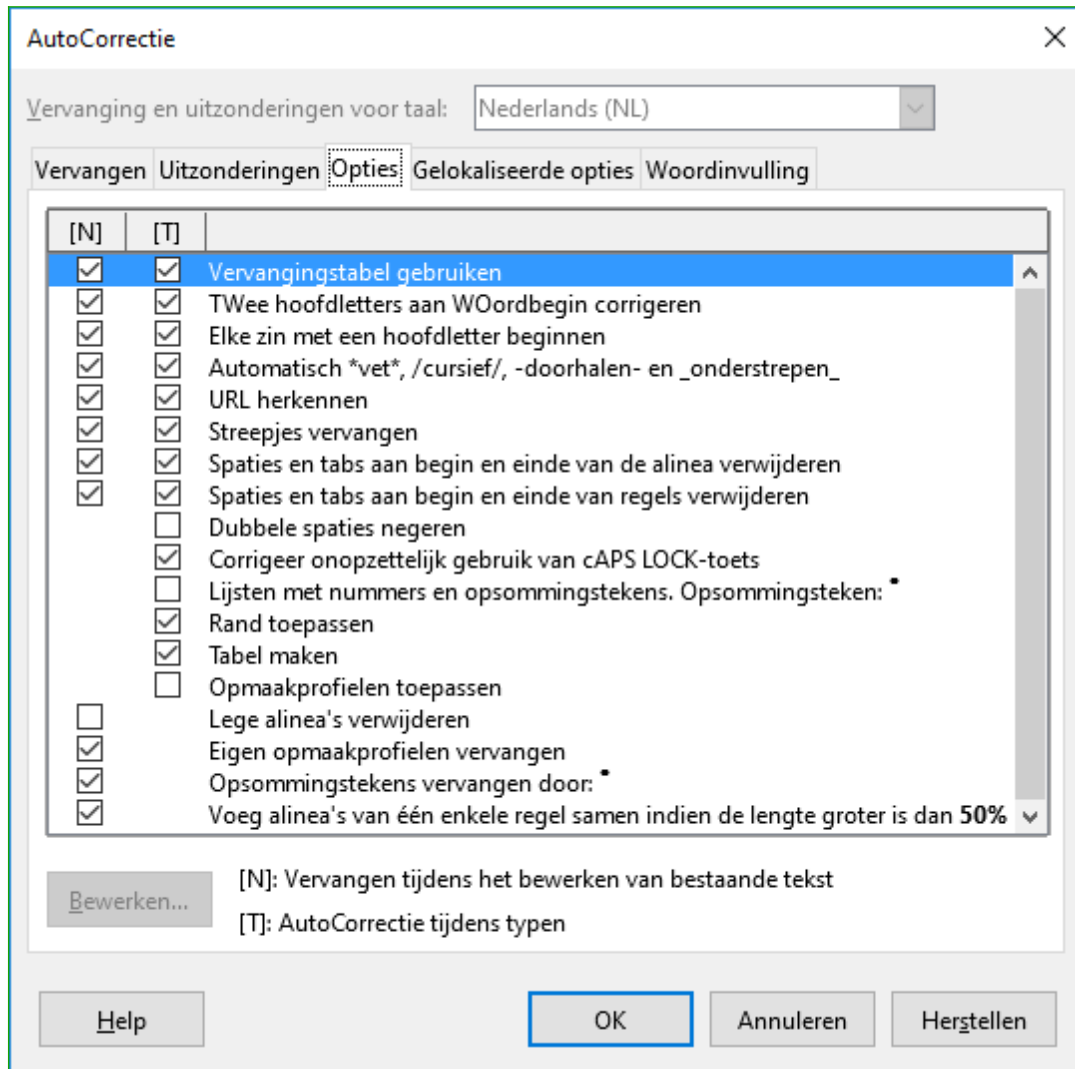 AutoCorrectie
Vervanging en uitzonderingen voor taal: Nederlands (NL)
Vervangen Uitzonderingen Opties Gelokaliseerde opties Woordinvulling
[N] [T]
Vervangingstabel gebruiken
TWee hoofdletters aan WOordbegin corrigeren
Elke zin met een hoofdletter beginnen
Automatisch *vet*, /cursief/, -doorhalen- en _onderstrepen_
URL herkennen
Streepjes vervangen
Spaties en tabs aan begin en einde van de alinea verwijderen
Spaties en tabs aan begin en einde van regels verwijderen
Dubbele spaties negeren
Corrigeer onopzettelijk gebruik van cAPS LOCK-toets
Lijsten met nummers en opsommingstekens. Opsommingsteken: •
Rand toepassen
Tabel maken
Opmaakprofielen toepassen
Lege alinea's verwijderen
Eigen opmaakprofielen vervangen
Opsommingstekens vervangen door: •
Voeg alinea's van één enkele regel samen indien de lengte groter is dan 50%
Bewerken... [N]: Vervangen tijdens het bewerken van bestaande tekst
[T]: AutoCorrectie tijdens typen
Help OK Annuleren Herstellen